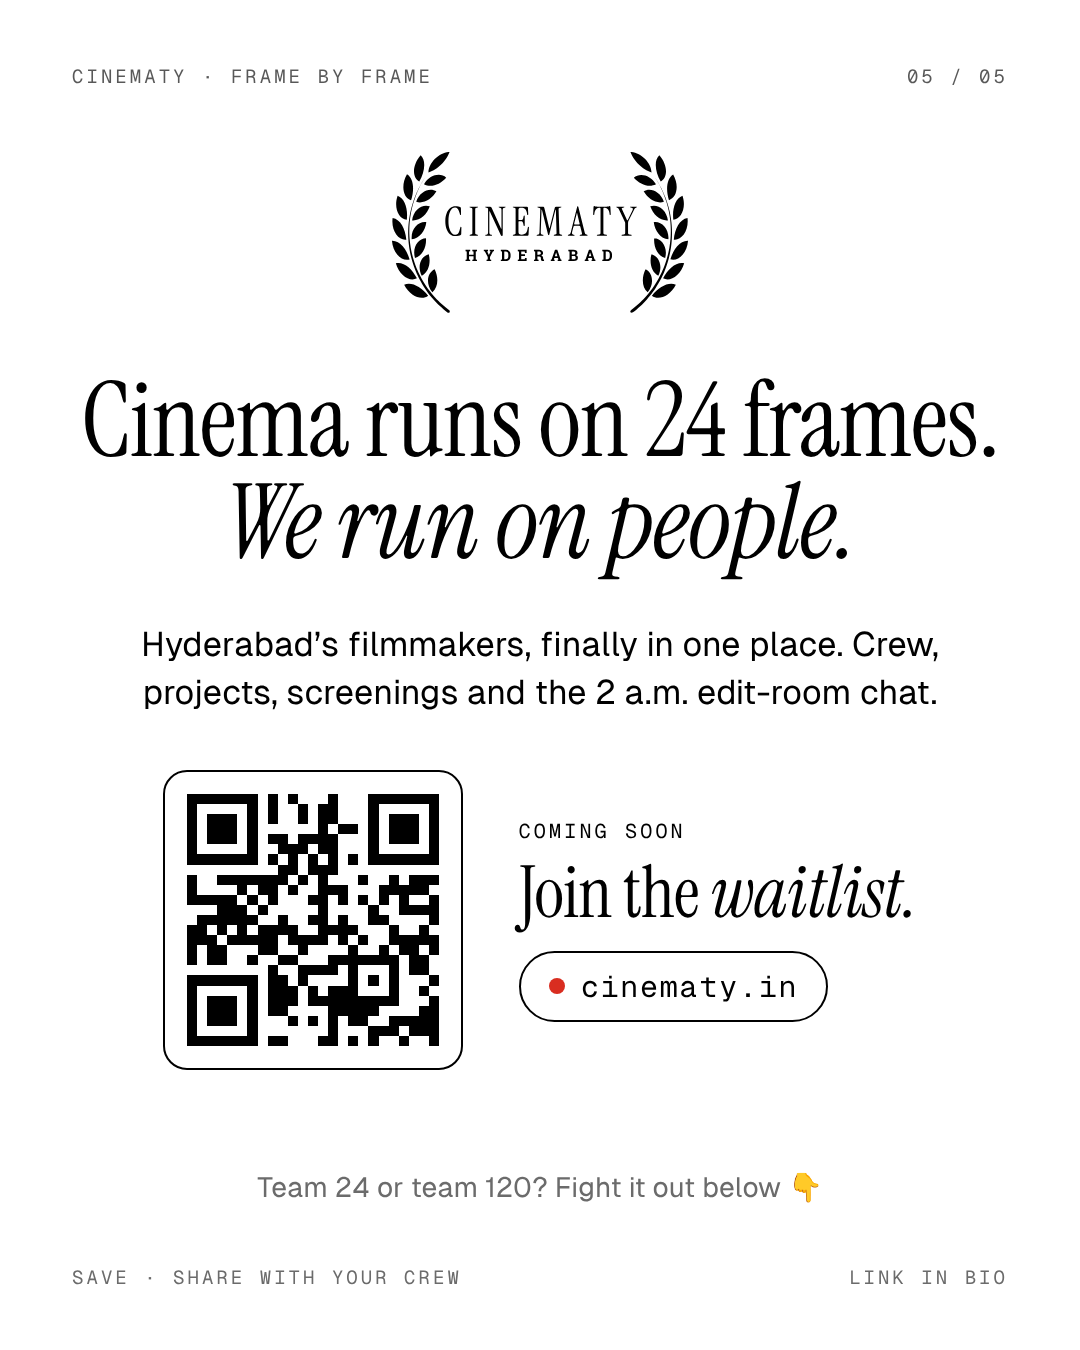 CINEMATY · FRAME BY FRAME
05 / 05
CINEMATY
HYDERABAD
Cinema runs on 24 frames.
We run on people.
Hyderabad’s filmmakers, finally in one place. Crew,
projects, screenings and the 2 a.m. edit-room chat.
COMING SOON
Join the waitlist.
cinematy.in
Team 24 or team 120? Fight it out below 👇
SAVE · SHARE WITH YOUR CREW
LINK IN BIO